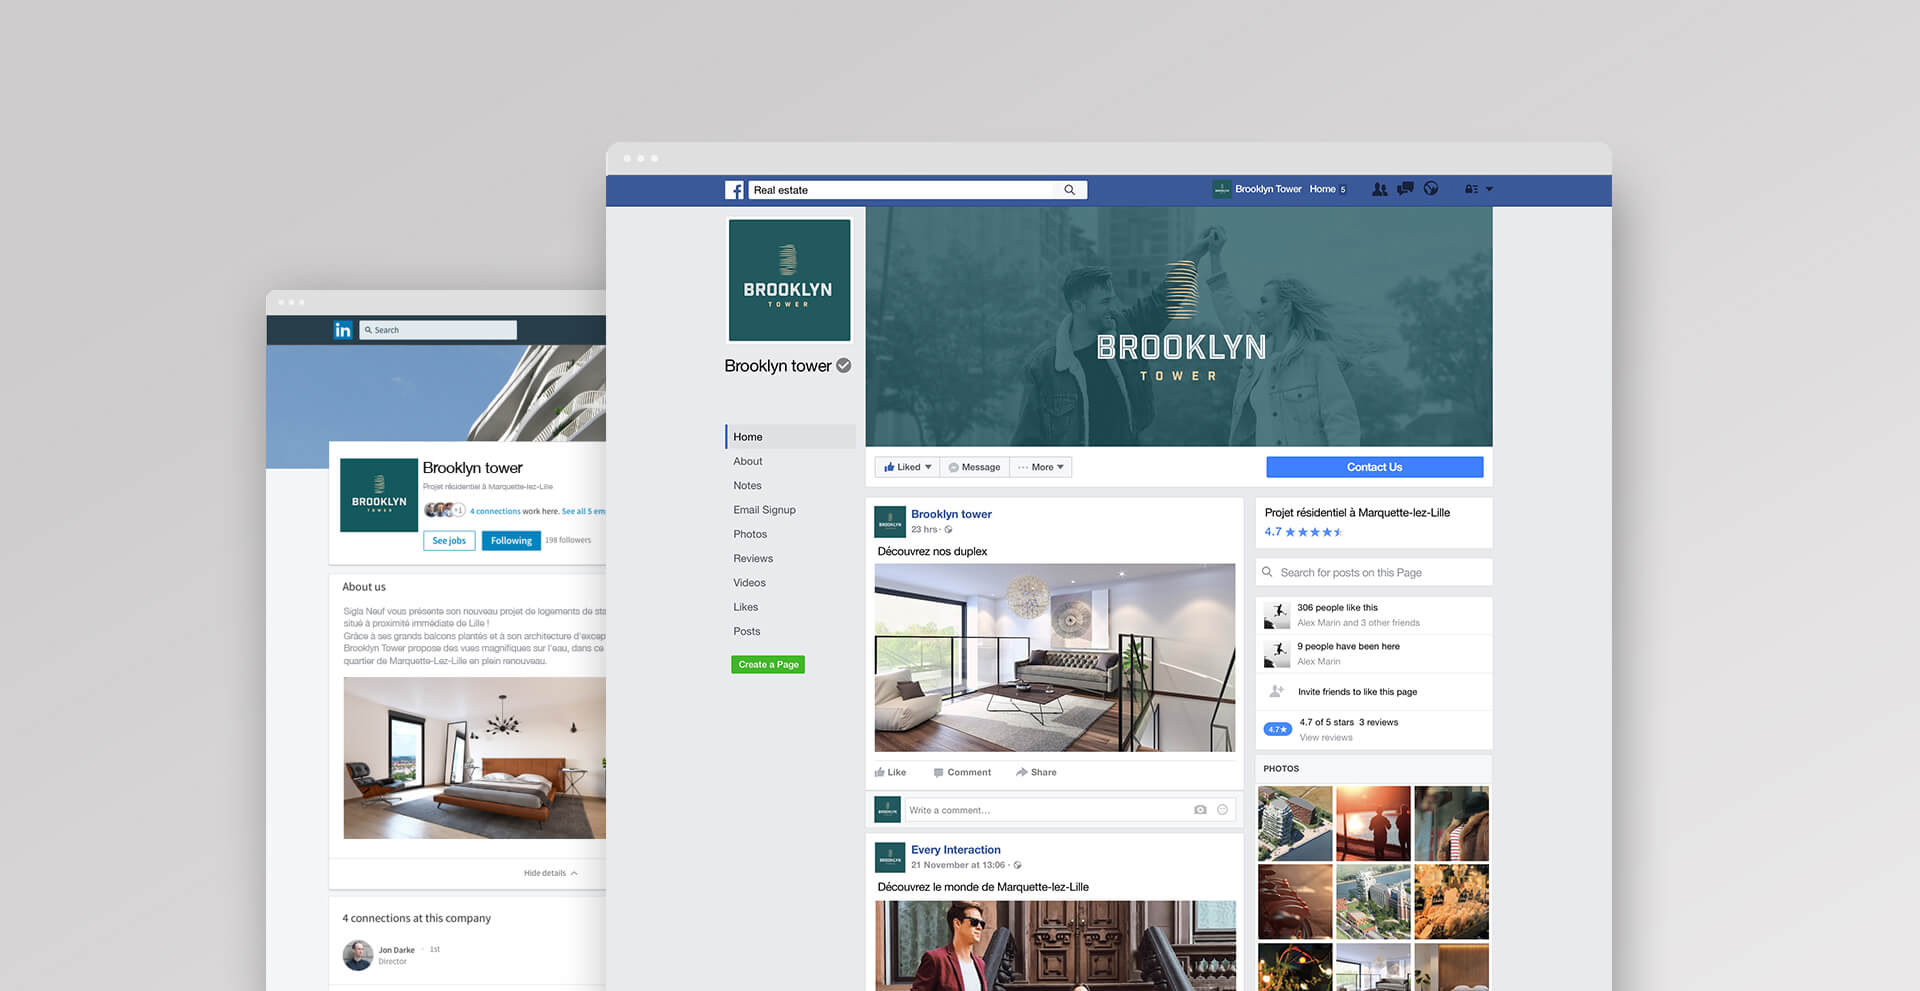 in
Search
Brooklyn tower
Projet résidentiel à Marquette-lez-Lille
BROOKLYN
TOWER
+1
4 connections work here. See all 5 em
See jobs
Following
198 followers
About us
Sigla Neuf vous présente son nouveau projet de logements de sta
situé à proximité immédiate de Lille !
Grâce à ses grands balcons plantés et à son architecture d'excep
Brooklyn Tower propose des vues magnifiques sur l'eau, dans ce
quartier de Marquette-Lez-Lille en plein renouveau.
Hide details
4 connections at this company
Jon Darke · 1st
Director
f
Real estate
Brooklyn Tower
Home 5
BROOKLYN
TOWER
Brooklyn tower
BROOKLYN
TOWER
Home
About
Notes
Email Signup
Photos
Reviews
Videos
Likes
Posts
Create a Page
Liked
Message
··· More
Contact Us
Brooklyn tower
23 hrs ·
Découvrez nos duplex
Like
Comment
Share
Write a comment...
Every Interaction
21 November at 13:06 ·
Découvrez le monde de Marquette-lez-Lille
Projet résidentiel à Marquette-lez-Lille
4.7 ★★★★
Search for posts on this Page
306 people like this
Alex Marin and 3 other friends
9 people have been here
Alex Marin
Invite friends to like this page
4.7★
4.7 of 5 stars 3 reviews
View reviews
PHOTOS